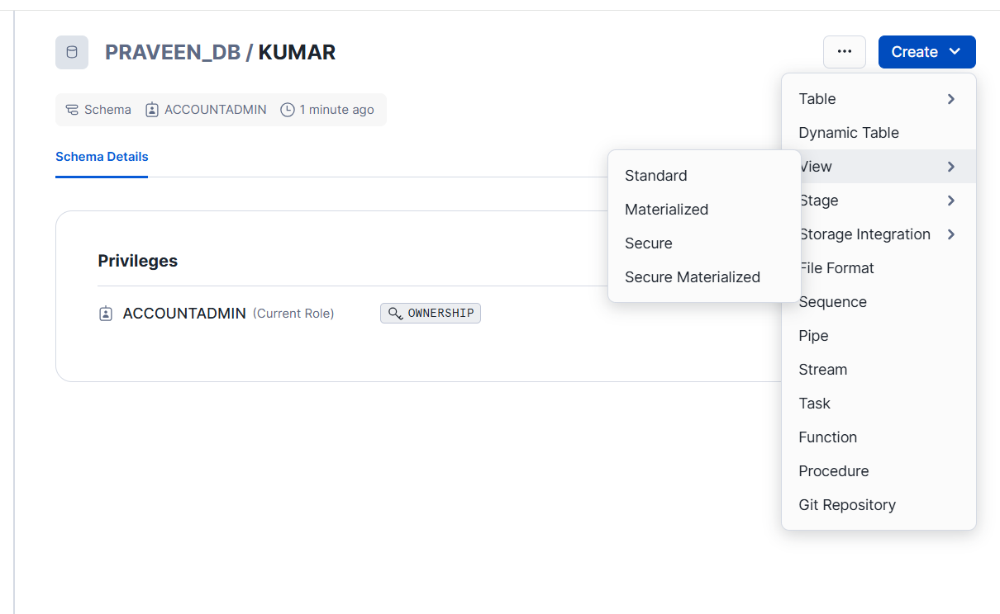 PRAVEEN_DB / KUMAR
Create
Schema ACCOUNTADMIN 1 minute ago
Schema Details
Privileges
ACCOUNTADMIN (Current Role) OWNERSHIP
Table
Dynamic Table
View
Stage
Storage Integration
File Format
Sequence
Pipe
Stream
Task
Function
Procedure
Git Repository
Standard
Materialized
Secure
Secure Materialized